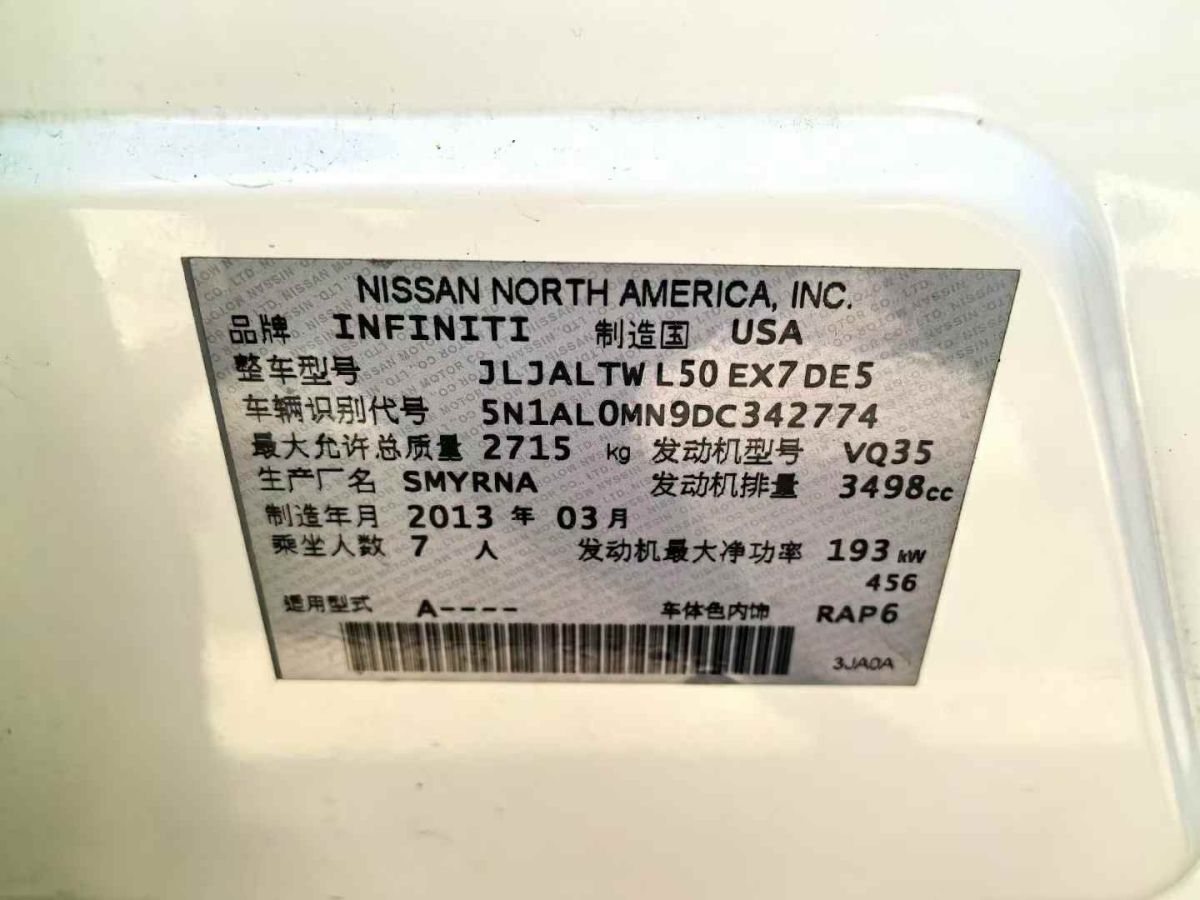 NISSAN NORTH AMERICA, INC.
品牌 INFINITI 制造国 USA
整车型号 JLJALTWL50EX7DE5
车辆识别代号 5N1AL0MN9DC342774
最大允许总质量 2715 kg 发动机型号 VQ35
生产厂名 SMYRNA 发动机排量 3498cc
制造年月 2013 年 03 月
乘坐人数 7 人 发动机最大净功率 193 kW
456
适用型式 A---- 车体色内饰 RAP6
3JA0A